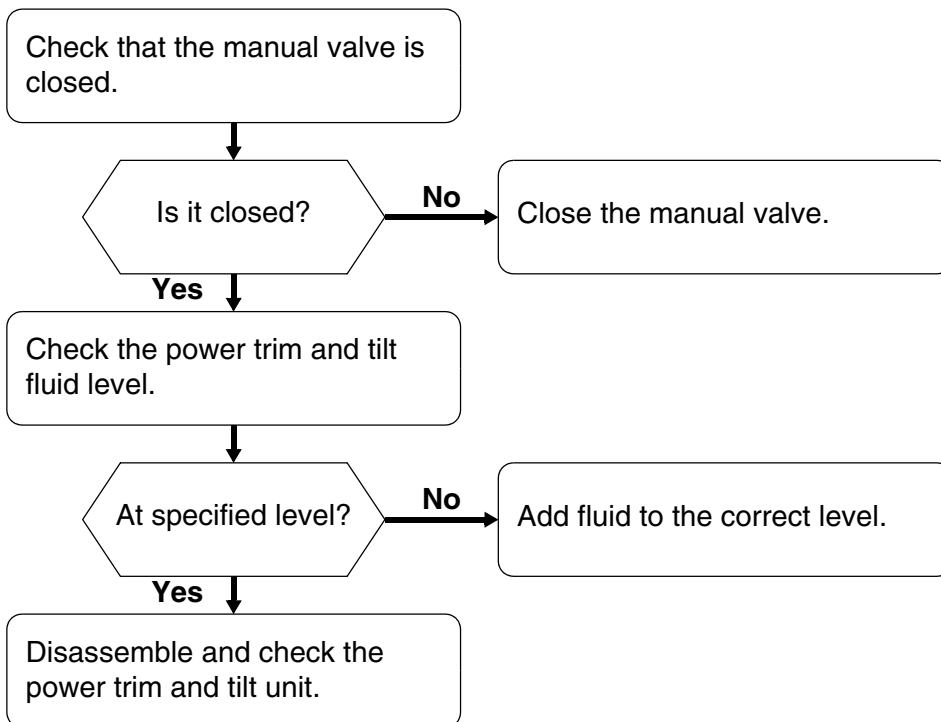 Check that the manual valve is
closed.
Is it closed?
No
Close the manual valve.
Yes
Check the power trim and tilt
fluid level.
At specified level?
No
Add fluid to the correct level.
Yes
Disassemble and check the
power trim and tilt unit.